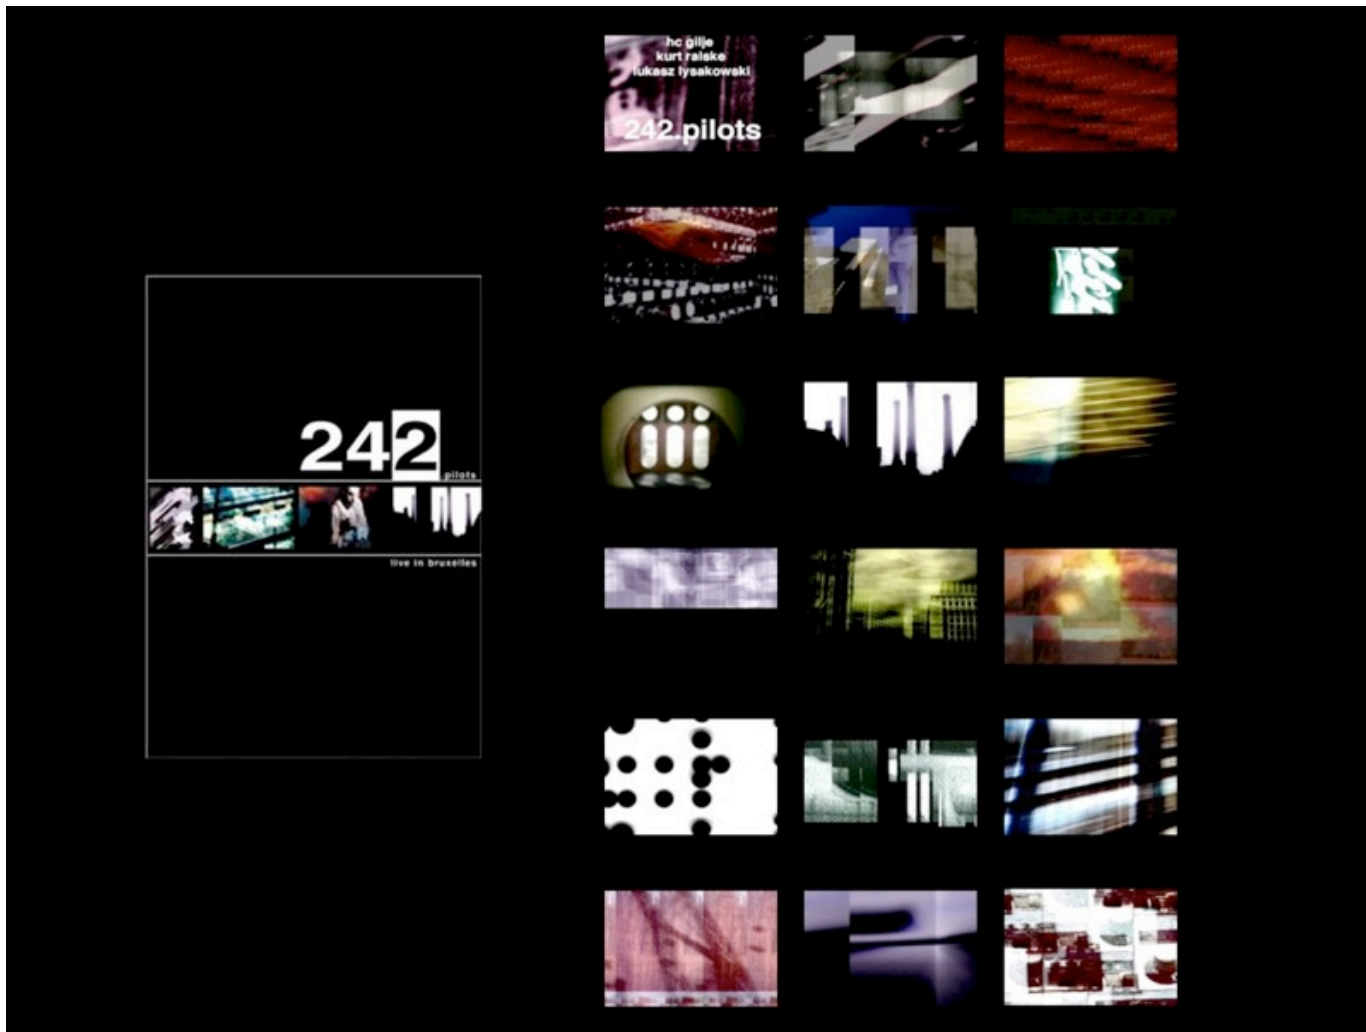 242
.pilots
live in bruxelles
hc gilje
kurt ralske
lukasz lysakowski
242.pilots